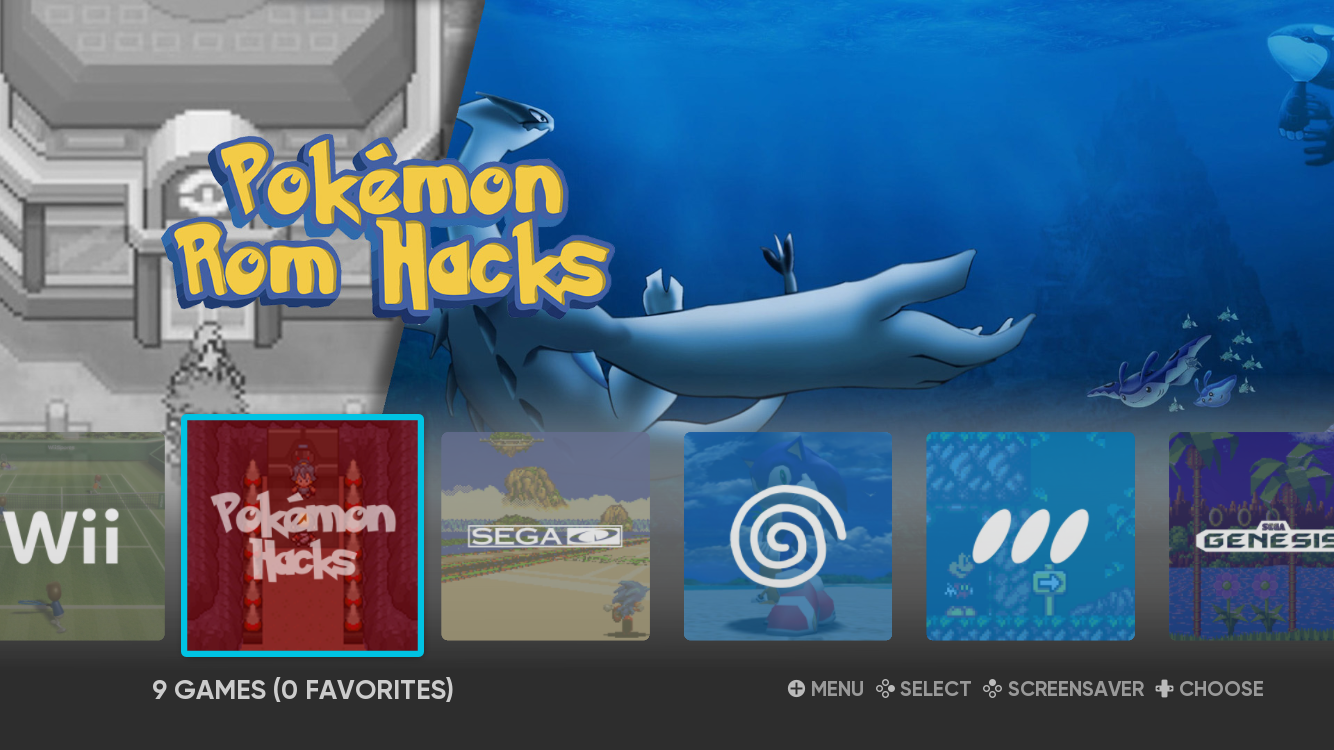 Pokémon
Rom Hacks
Wii
Pokémon
Hacks
SEGA CD
SEGA
GENESIS
9 GAMES (0 FAVORITES)
MENU SELECT SCREENSAVER CHOOSE